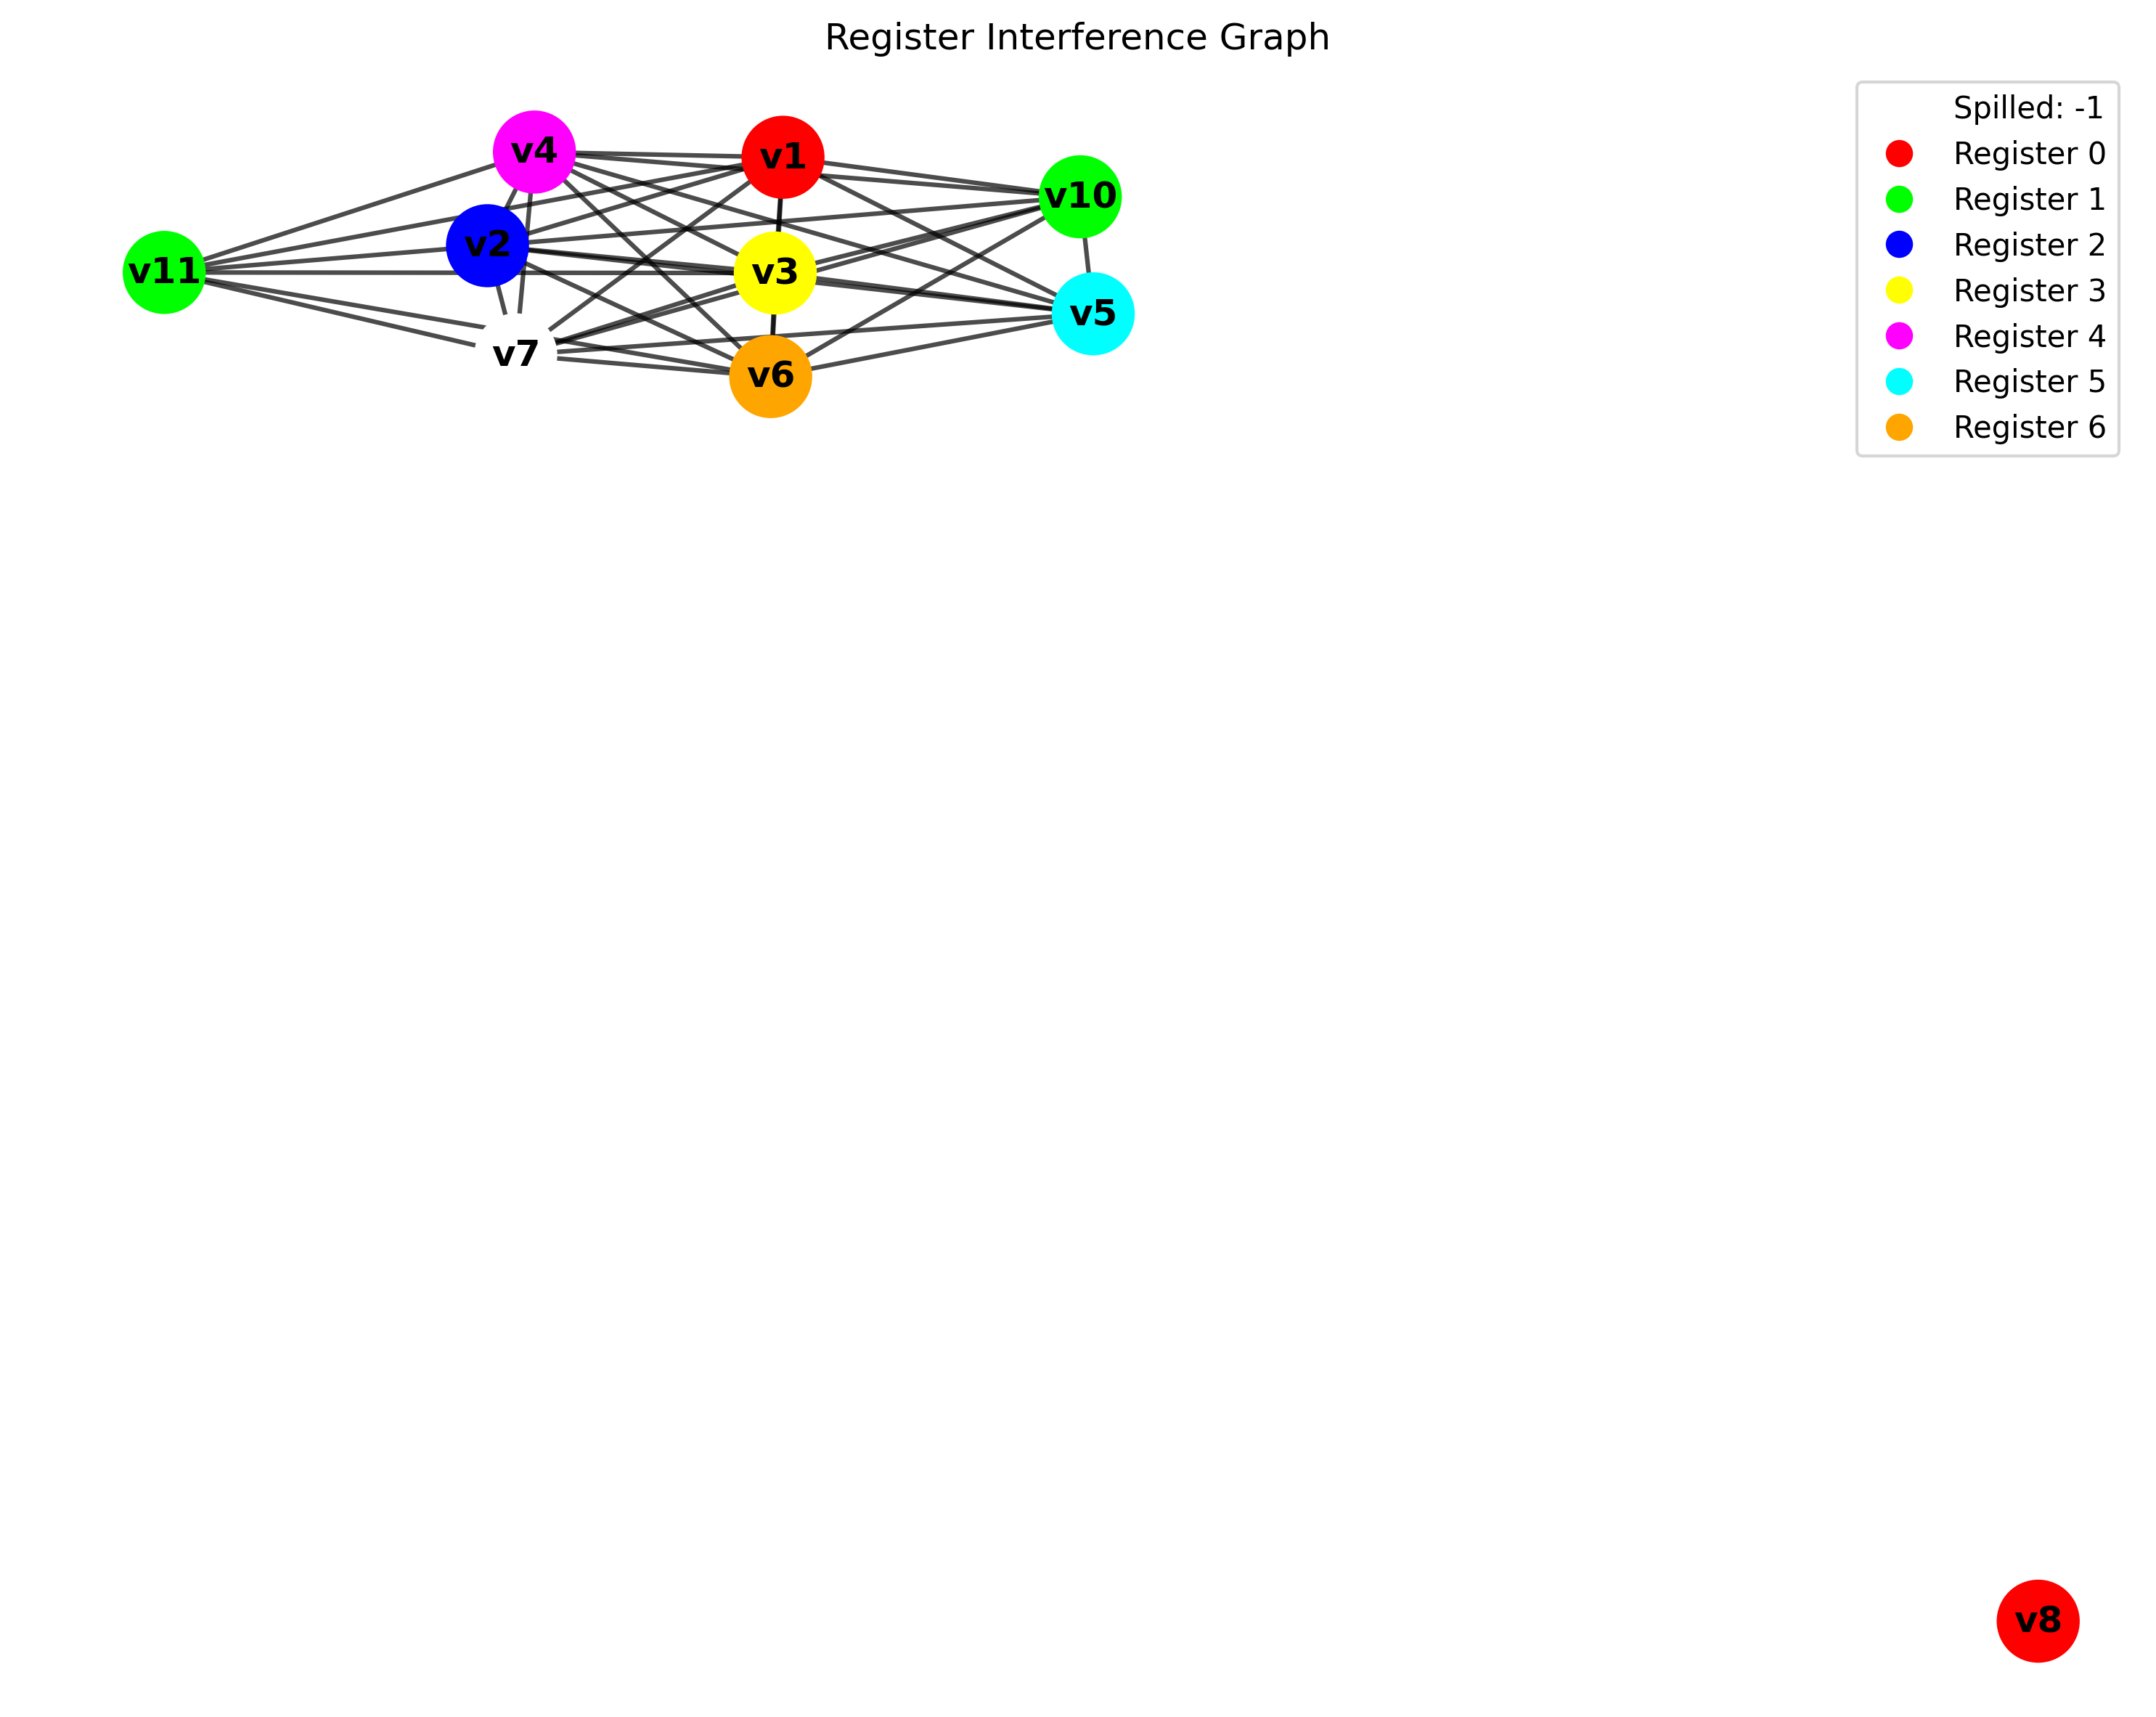 Register Interference Graph
Spilled: -1
Register 0
Register 1
Register 2
Register 3
Register 4
Register 5
Register 6
v4
v1
v10
v2
v11
v3
v5
v7
v6
v8